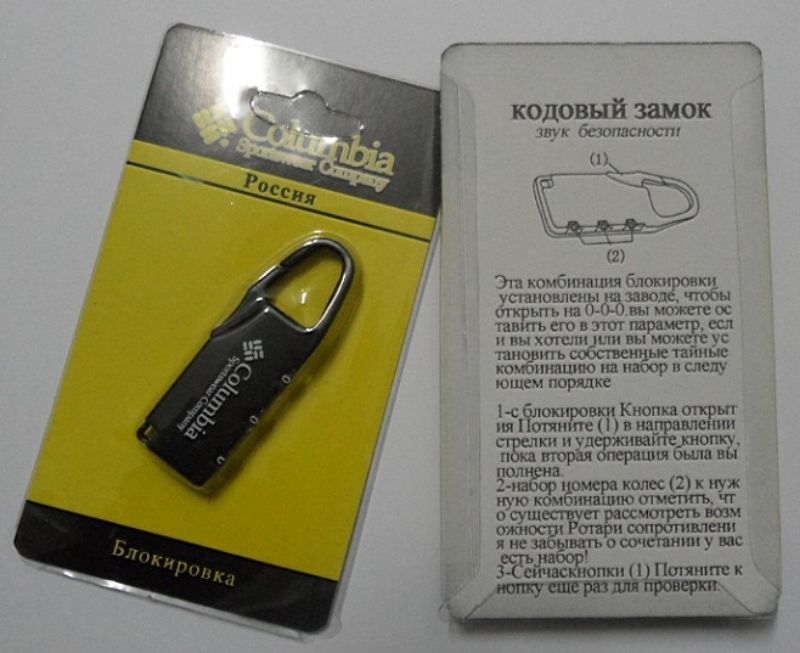 Columbia
Sportswear Company
Россия
Columbia
Sportswear Company
0
0
0
Блокировка
КОДОВЫЙ ЗАМОК
звук безопасности
(1)
(2)
Эта комбинация блокировки
установлены на заводе, чтобы
открыть на 0-0-0.вы можете ос
тавить его в этот параметр, есл
и вы хотели или вы можете ус
тановить собственные тайные
комбинацию на набор в следу
ющем порядке
1-с блокировки Кнопка открыт
ия Потяните (1) в направлении
стрелки и удерживайте кнопку,
пока вторая операция была вы
полнена.
2-набор номера колес (2) к нуж
ную комбинацию отметить, чт
о существует рассмотреть возм
ожности Ротари сопротивлени
я не забывать о сочетании у вас
есть набор!
3-Сейчаскнопки (1) Потяните к
нопку еще раз для проверки.